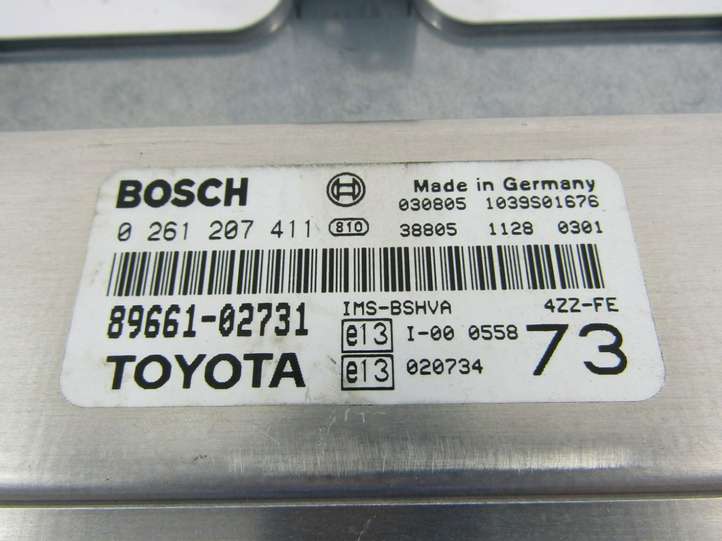 BOSCH
Made in Germany
030805 1039S01676
0 261 207 411 810 38805 1128 0301
IMS-BSHVA 4ZZ-FE
89661-02731
e13 I-00 0558
73
TOYOTA
e13 020734